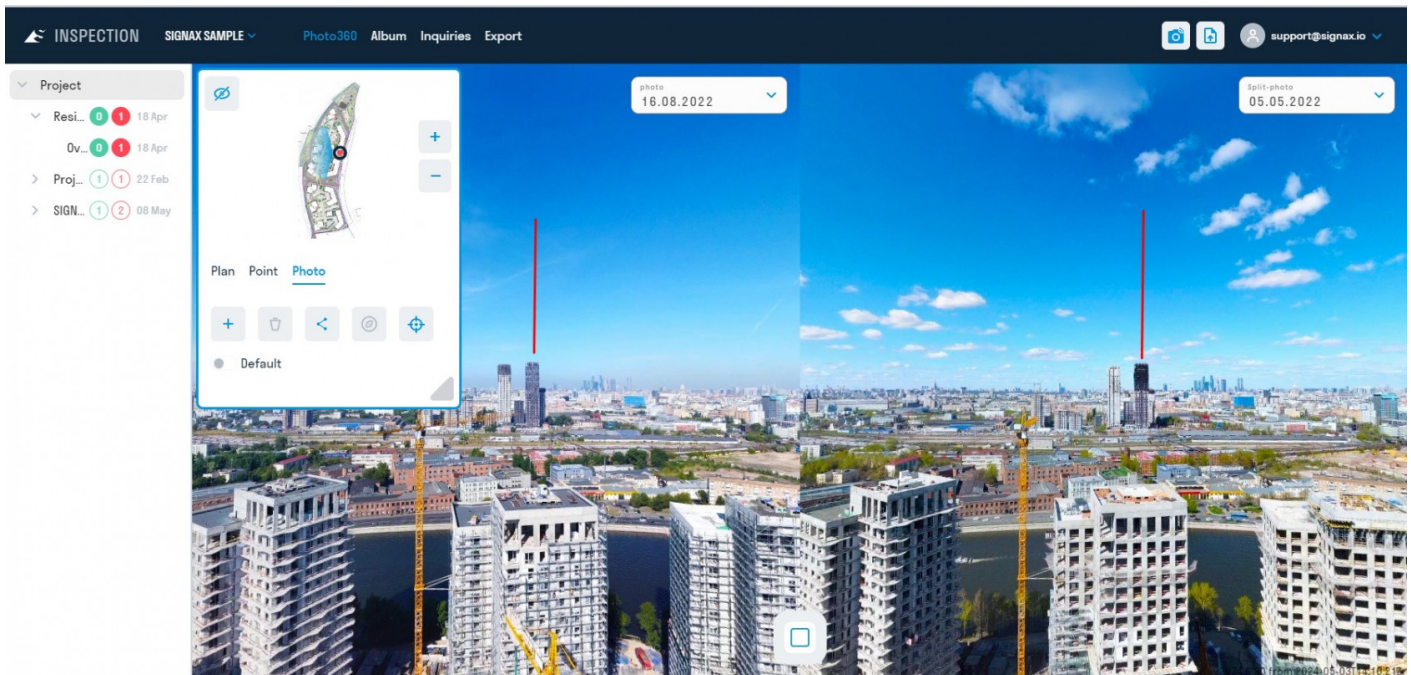 INSPECTION SIGNAX SAMPLE Photo360 Album Inquiries Export support@signax.io
Project
Resi... 0 1 18 Apr
Ov... 0 1 18 Apr
Proj... 1 1 22 Feb
SIGN... 1 2 08 May
+
−
Plan Point Photo
+
Default
photo
16.08.2022
Split-photo
05.05.2022